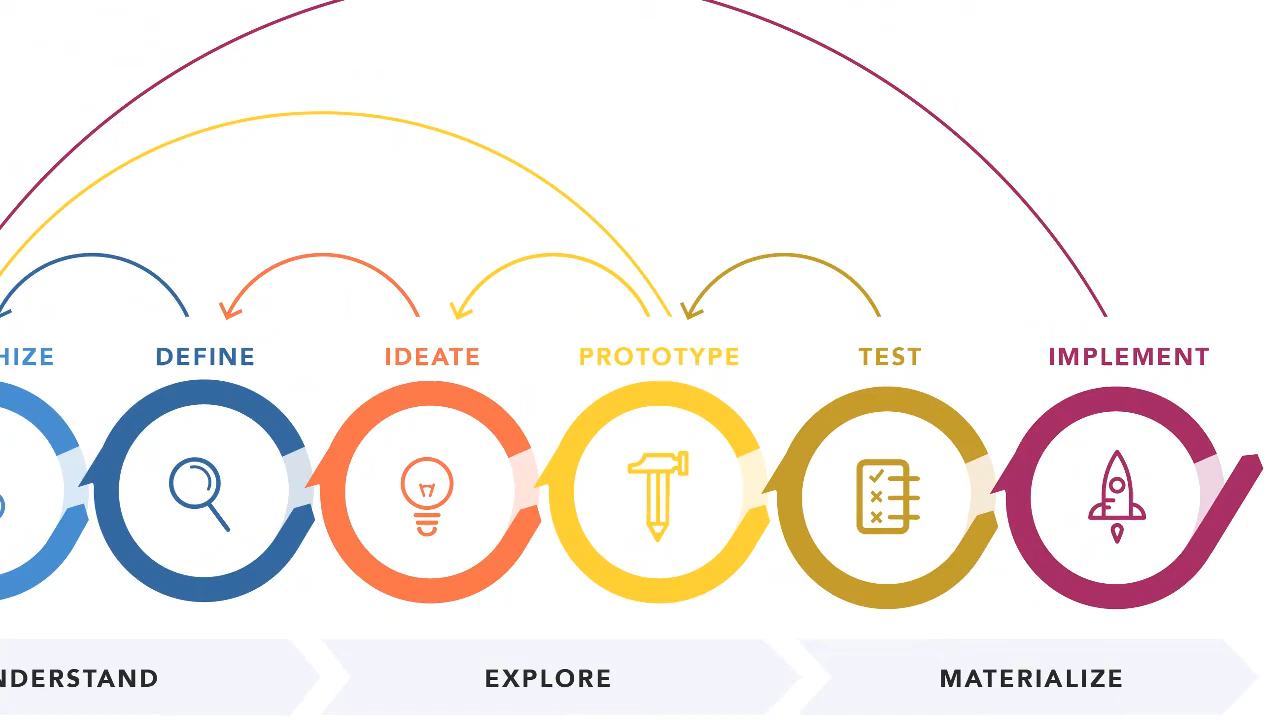 HIZE
DEFINE
IDEATE
PROTOTYPE
TEST
IMPLEMENT
NDERSTAND
EXPLORE
MATERIALIZE